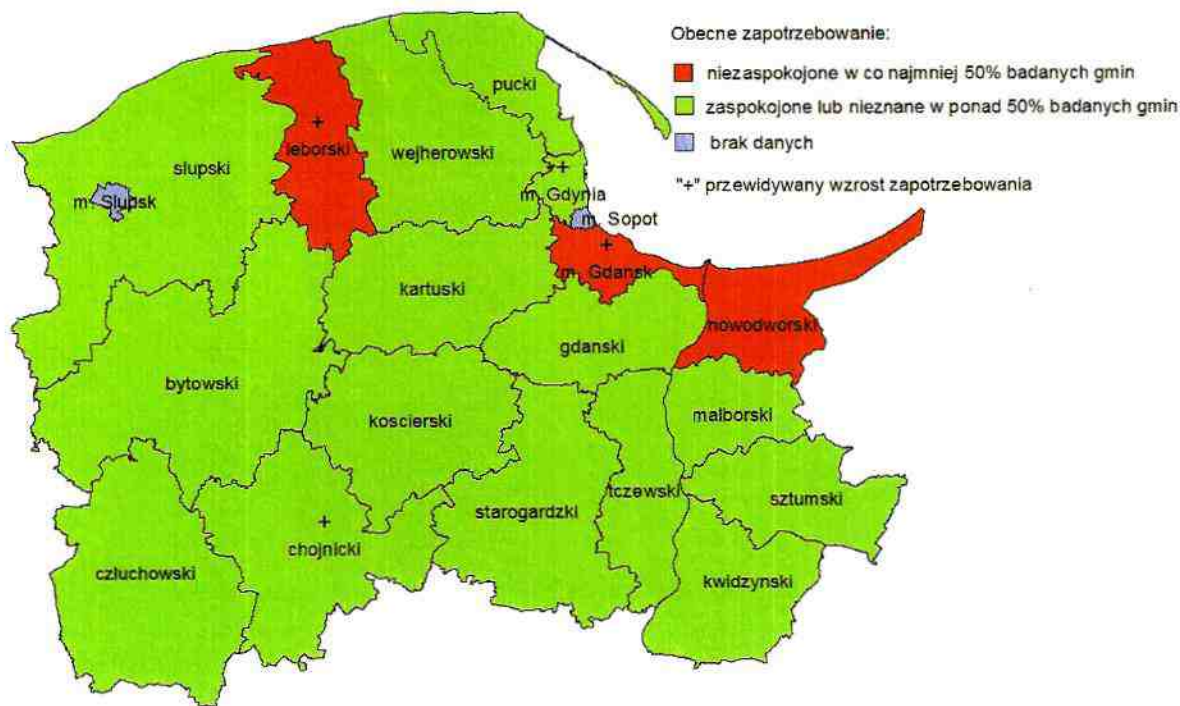 Obecne zapotrzebowanie:
niezaspokojone w co najmniej 50% badanych gmin
zaspokojone lub nieznane w ponad 50% badanych gmin
brak danych
"+" przewidywany wzrost zapotrzebowania
pucki
+
leborski
wejherowski
slupski
+ +
m. Gdynia
m. Slupsk
m. Sopot
+
m. Gdansk
kartuski
nowodworski
gdanski
bytowski
koscierski
malborski
tczewski
sztumski
starogardzki
+
chojnicki
człuchowski
kwidzynski